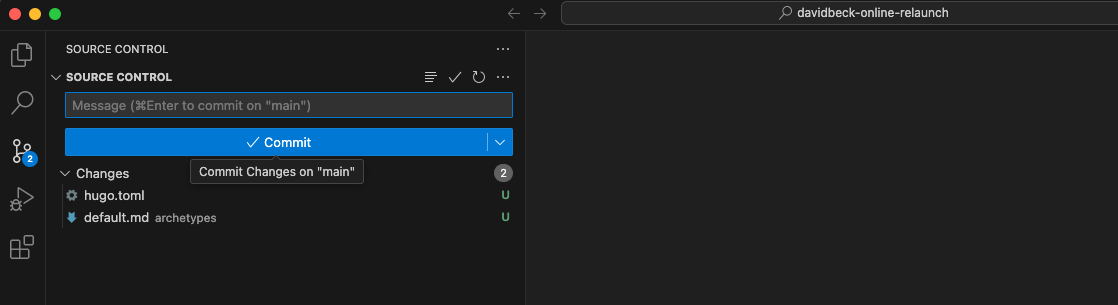 davidbeck-online-relaunch
SOURCE CONTROL
SOURCE CONTROL
Message (⌘Enter to commit on "main")
Commit
Commit Changes on "main"
2
Changes 2
hugo.toml U
default.md archetypes U